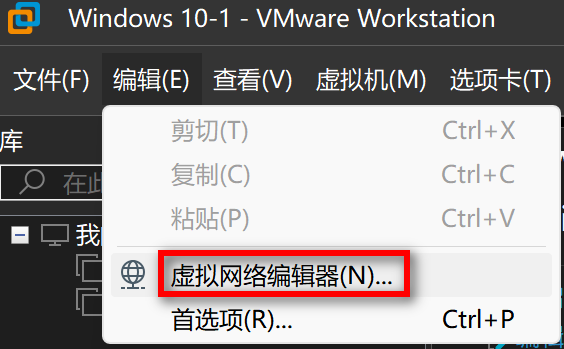 Windows 10-1 - VMware Workstation
文件(F) 编辑(E) 查看(V) 虚拟机(M) 选项卡(T)
剪切(T) Ctrl+X
库
复制(C) Ctrl+C
在此
粘贴(P) Ctrl+V
我
虚拟网络编辑器(N)...
首选项(R)... Ctrl+P